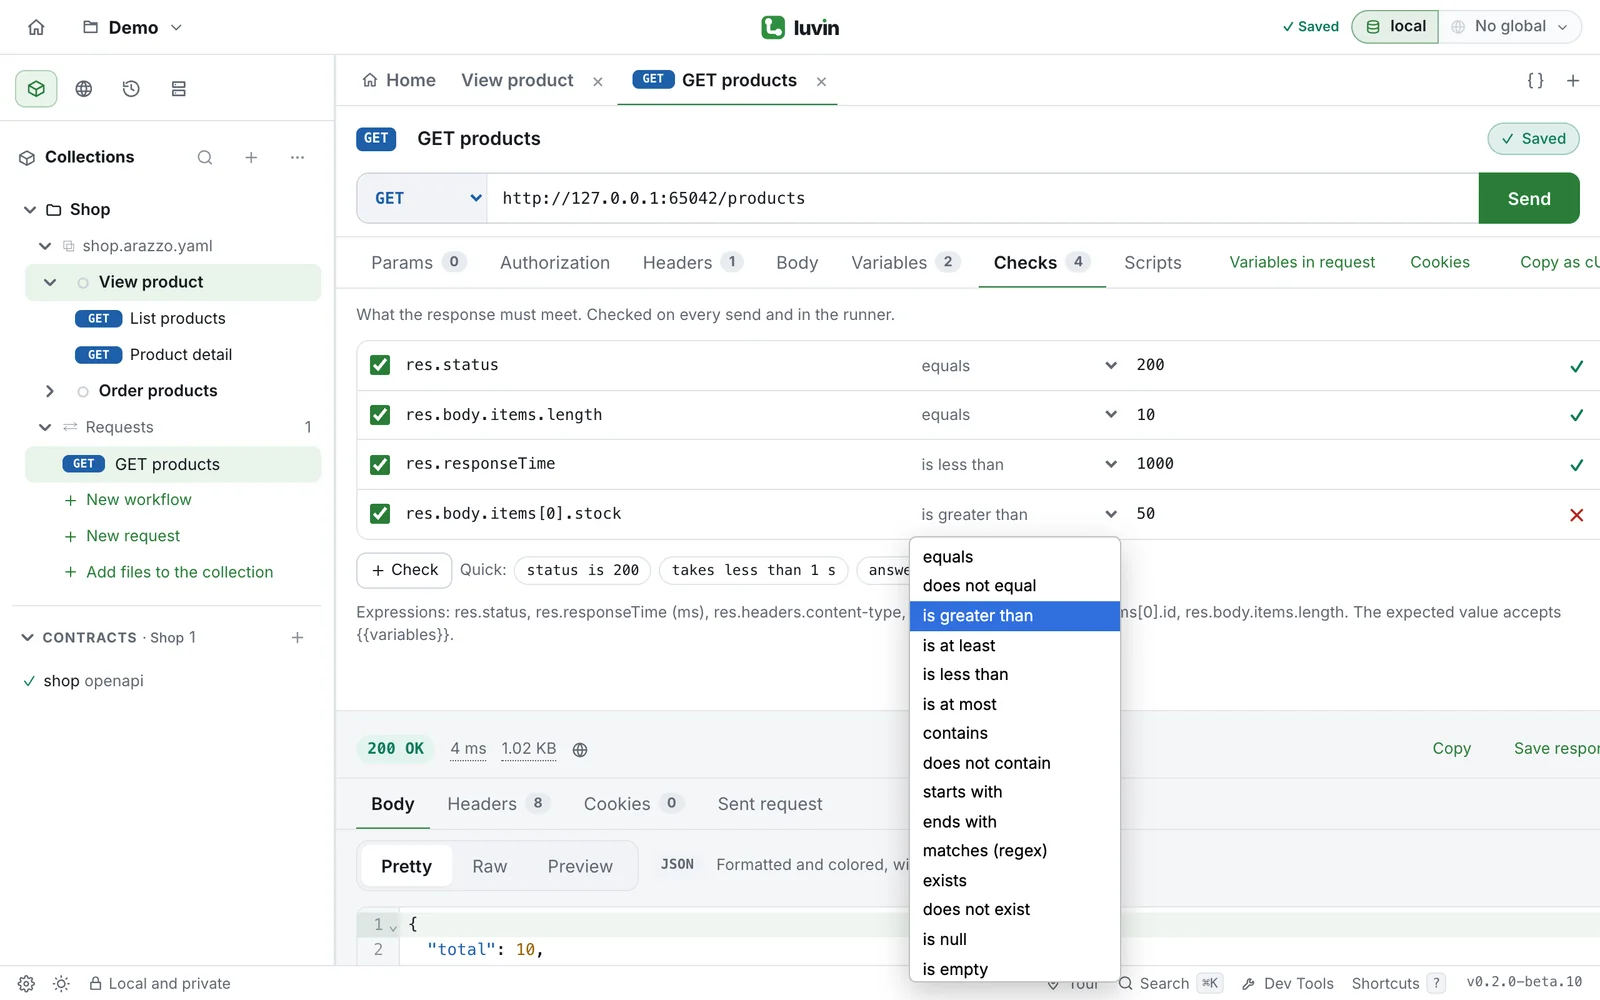 Demo
luvin
Saved
local
No global
Home
View product
GET
GET products
{}
Collections
GET
GET products
Saved
GET
http://127.0.0.1:65042/products
Send
Shop
shop.arazzo.yaml
View product
GET List products
GET Product detail
Order products
Requests 1
GET GET products
+ New workflow
+ New request
+ Add files to the collection
CONTRACTS · Shop 1
shop openapi
Params 0
Authorization
Headers 1
Body
Variables 2
Checks 4
Scripts
Variables in request
Cookies
Copy as cU
What the response must meet. Checked on every send and in the runner.
res.status equals 200
res.body.items.length equals 10
res.responseTime is less than 1000
res.body.items[0].stock is greater than 50
+ Check
Quick:
status is 200
takes less than 1 s
answe
Expressions: res.status, res.responseTime (ms), res.headers.content-type, ns[0].id, res.body.items.length. The expected value accepts
{{variables}}.
equals
does not equal
is greater than
is at least
is less than
is at most
contains
does not contain
starts with
ends with
matches (regex)
exists
does not exist
is null
is empty
200 OK
4 ms
1.02 KB
Copy
Save respor
Body
Headers 8
Cookies 0
Sent request
Pretty
Raw
Preview
JSON
Formatted and colored, wi
1 {
2 "total": 10,
Local and private
Tour
Search ⌘K
Dev Tools
Shortcuts ?
v0.2.0-beta.10